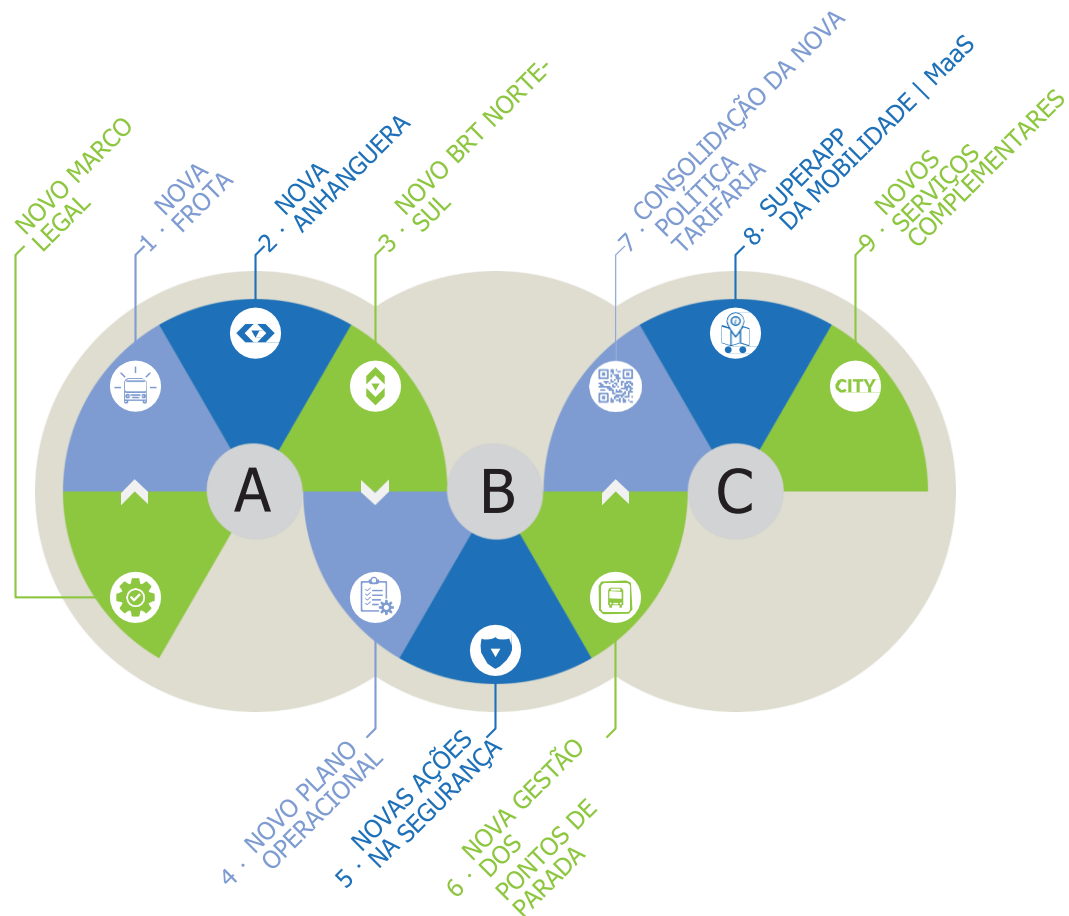 NOVO MARCO
LEGAL
1 · NOVA
FROTA
2 · NOVA
ANHANGUERA
3 · NOVO BRT NORTE-
SUL
7 · CONSOLIDAÇÃO DA NOVA
POLÍTICA
TARIFÁRIA
8 · SUPERAPP
DA MOBILIDADE | MaaS
9 · NOVOS
SERVIÇOS
COMPLEMENTARES
CITY
A
B
C
4 · NOVO PLANO
OPERACIONAL
5 · NOVAS AÇÕES
NA SEGURANÇA
6 · NOVA GESTÃO
DOS
PONTOS DE
PARADA